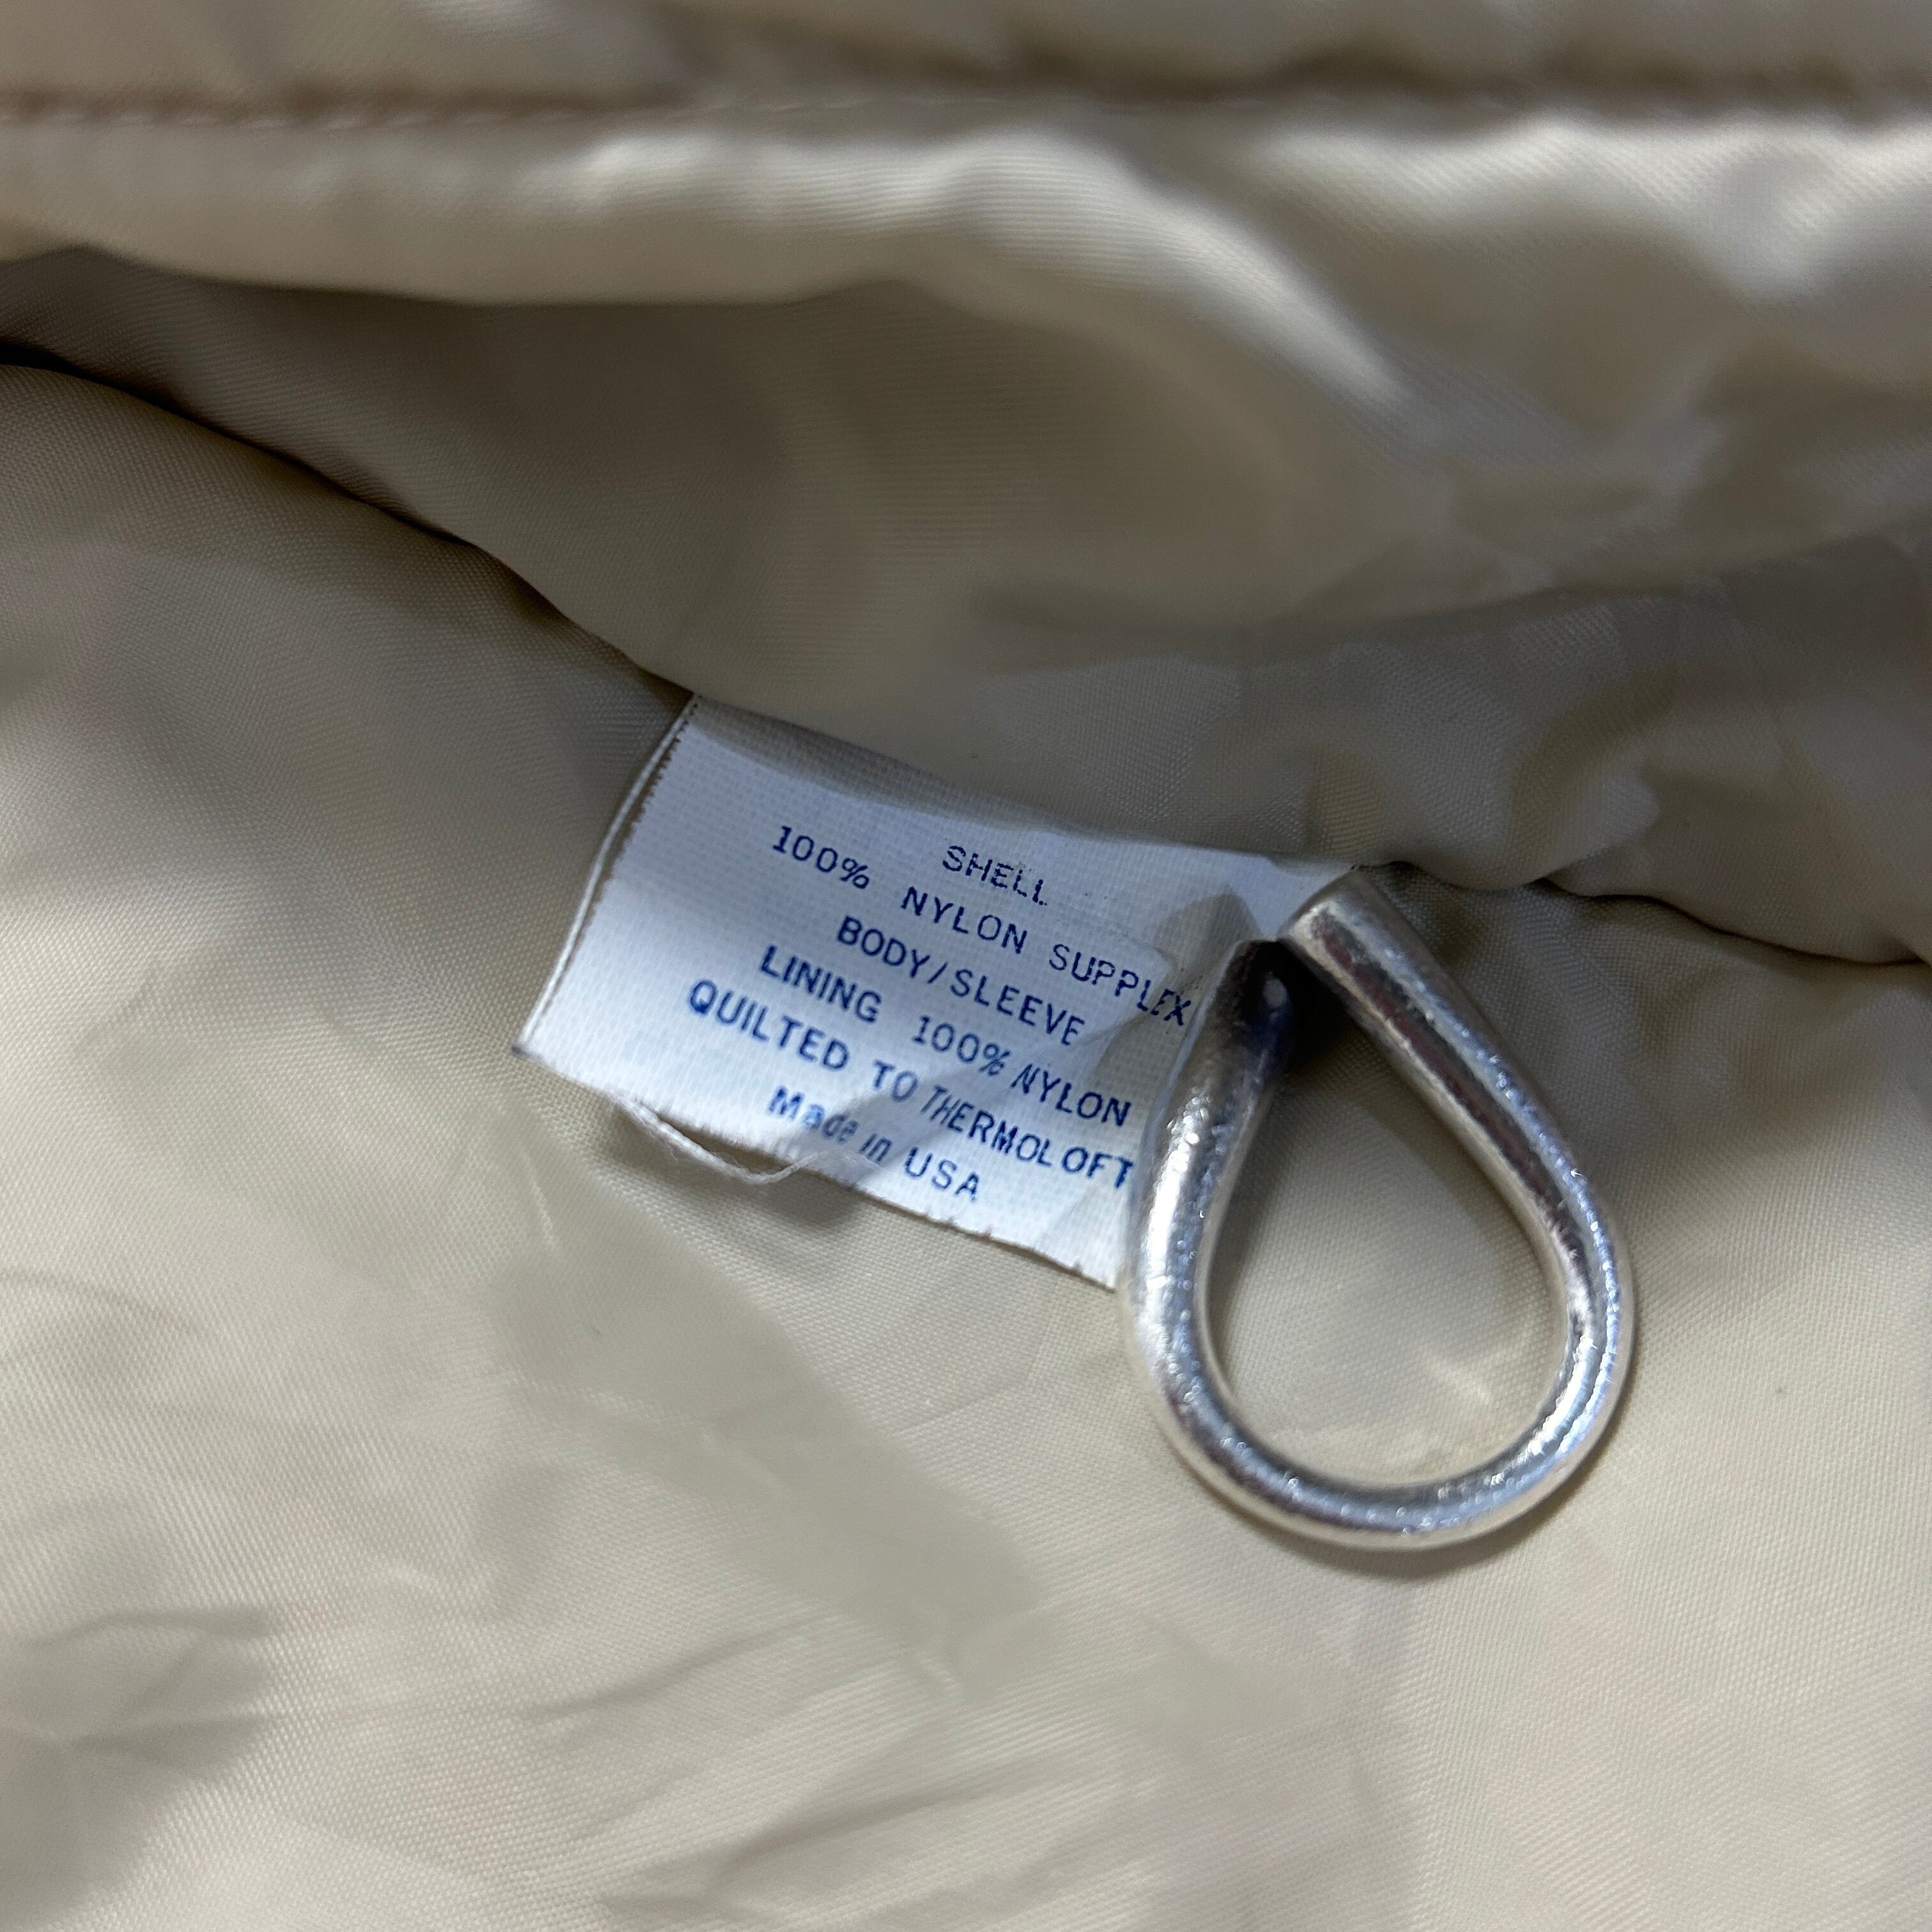 SHELL
100% NYLON SUPPLEX
BODY/SLEEVE
LINING 100% NYLON
QUILTED TO THERMOLOFT
Made in USA